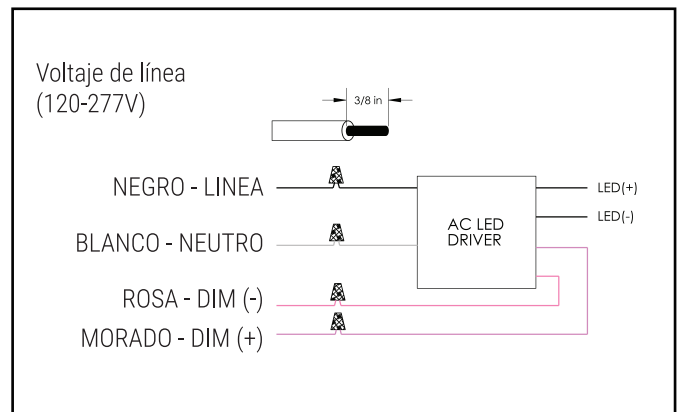 Voltaje de línea
(120-277V)
3/8 in
NEGRO - LINEA
LED(+)
LED(-)
AC LED
DRIVER
BLANCO - NEUTRO
ROSA - DIM (-)
MORADO - DIM (+)